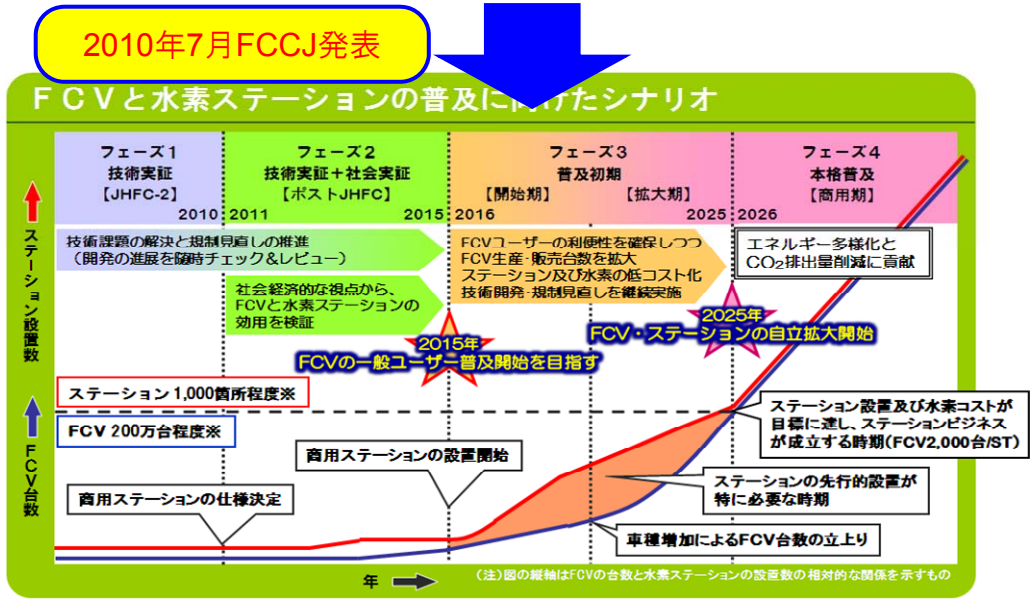 2010年7月FCCJ発表
FCVと水素ステーションの普及に向けたシナリオ
フェーズ1
技術実証
【JHFC-2】
2010
フェーズ2
技術実証+社会実証
【ポストJHFC】
2011
2015
フェーズ3
普及初期
【開始期】
【拡大期】
2016
2025
フェーズ4
本格普及
【商用期】
2026
ステーション設置数
技術課題の解決と規制見直しの推進
(開発の進展を随時チェック&レビュー)
社会経済的な視点から、
FCVと水素ステーションの
効用を検証
FCVユーザーの利便性を確保しつつ
FCV生産・販売台数を拡大
ステーション及び水素の低コスト化
技術開発・規制見直しを継続実施
エネルギー多様化と
CO₂排出量削減に貢献
2015年
FCVの一般ユーザー普及開始を目指す
2025年
FCV・ステーションの自立拡大開始
ステーション1,000箇所程度※
FCV 200万台程度※
FCV台数
商用ステーションの仕様決定
商用ステーションの設置開始
ステーション設置及び水素コストが
目標に達し、ステーションビジネス
が成立する時期(FCV2,000台/ST)
ステーションの先行的設置が
特に必要な時期
車種増加によるFCV台数の立上り
年
(注)図の縦軸はFCVの台数と水素ステーションの設置数の相対的な関係を示すもの